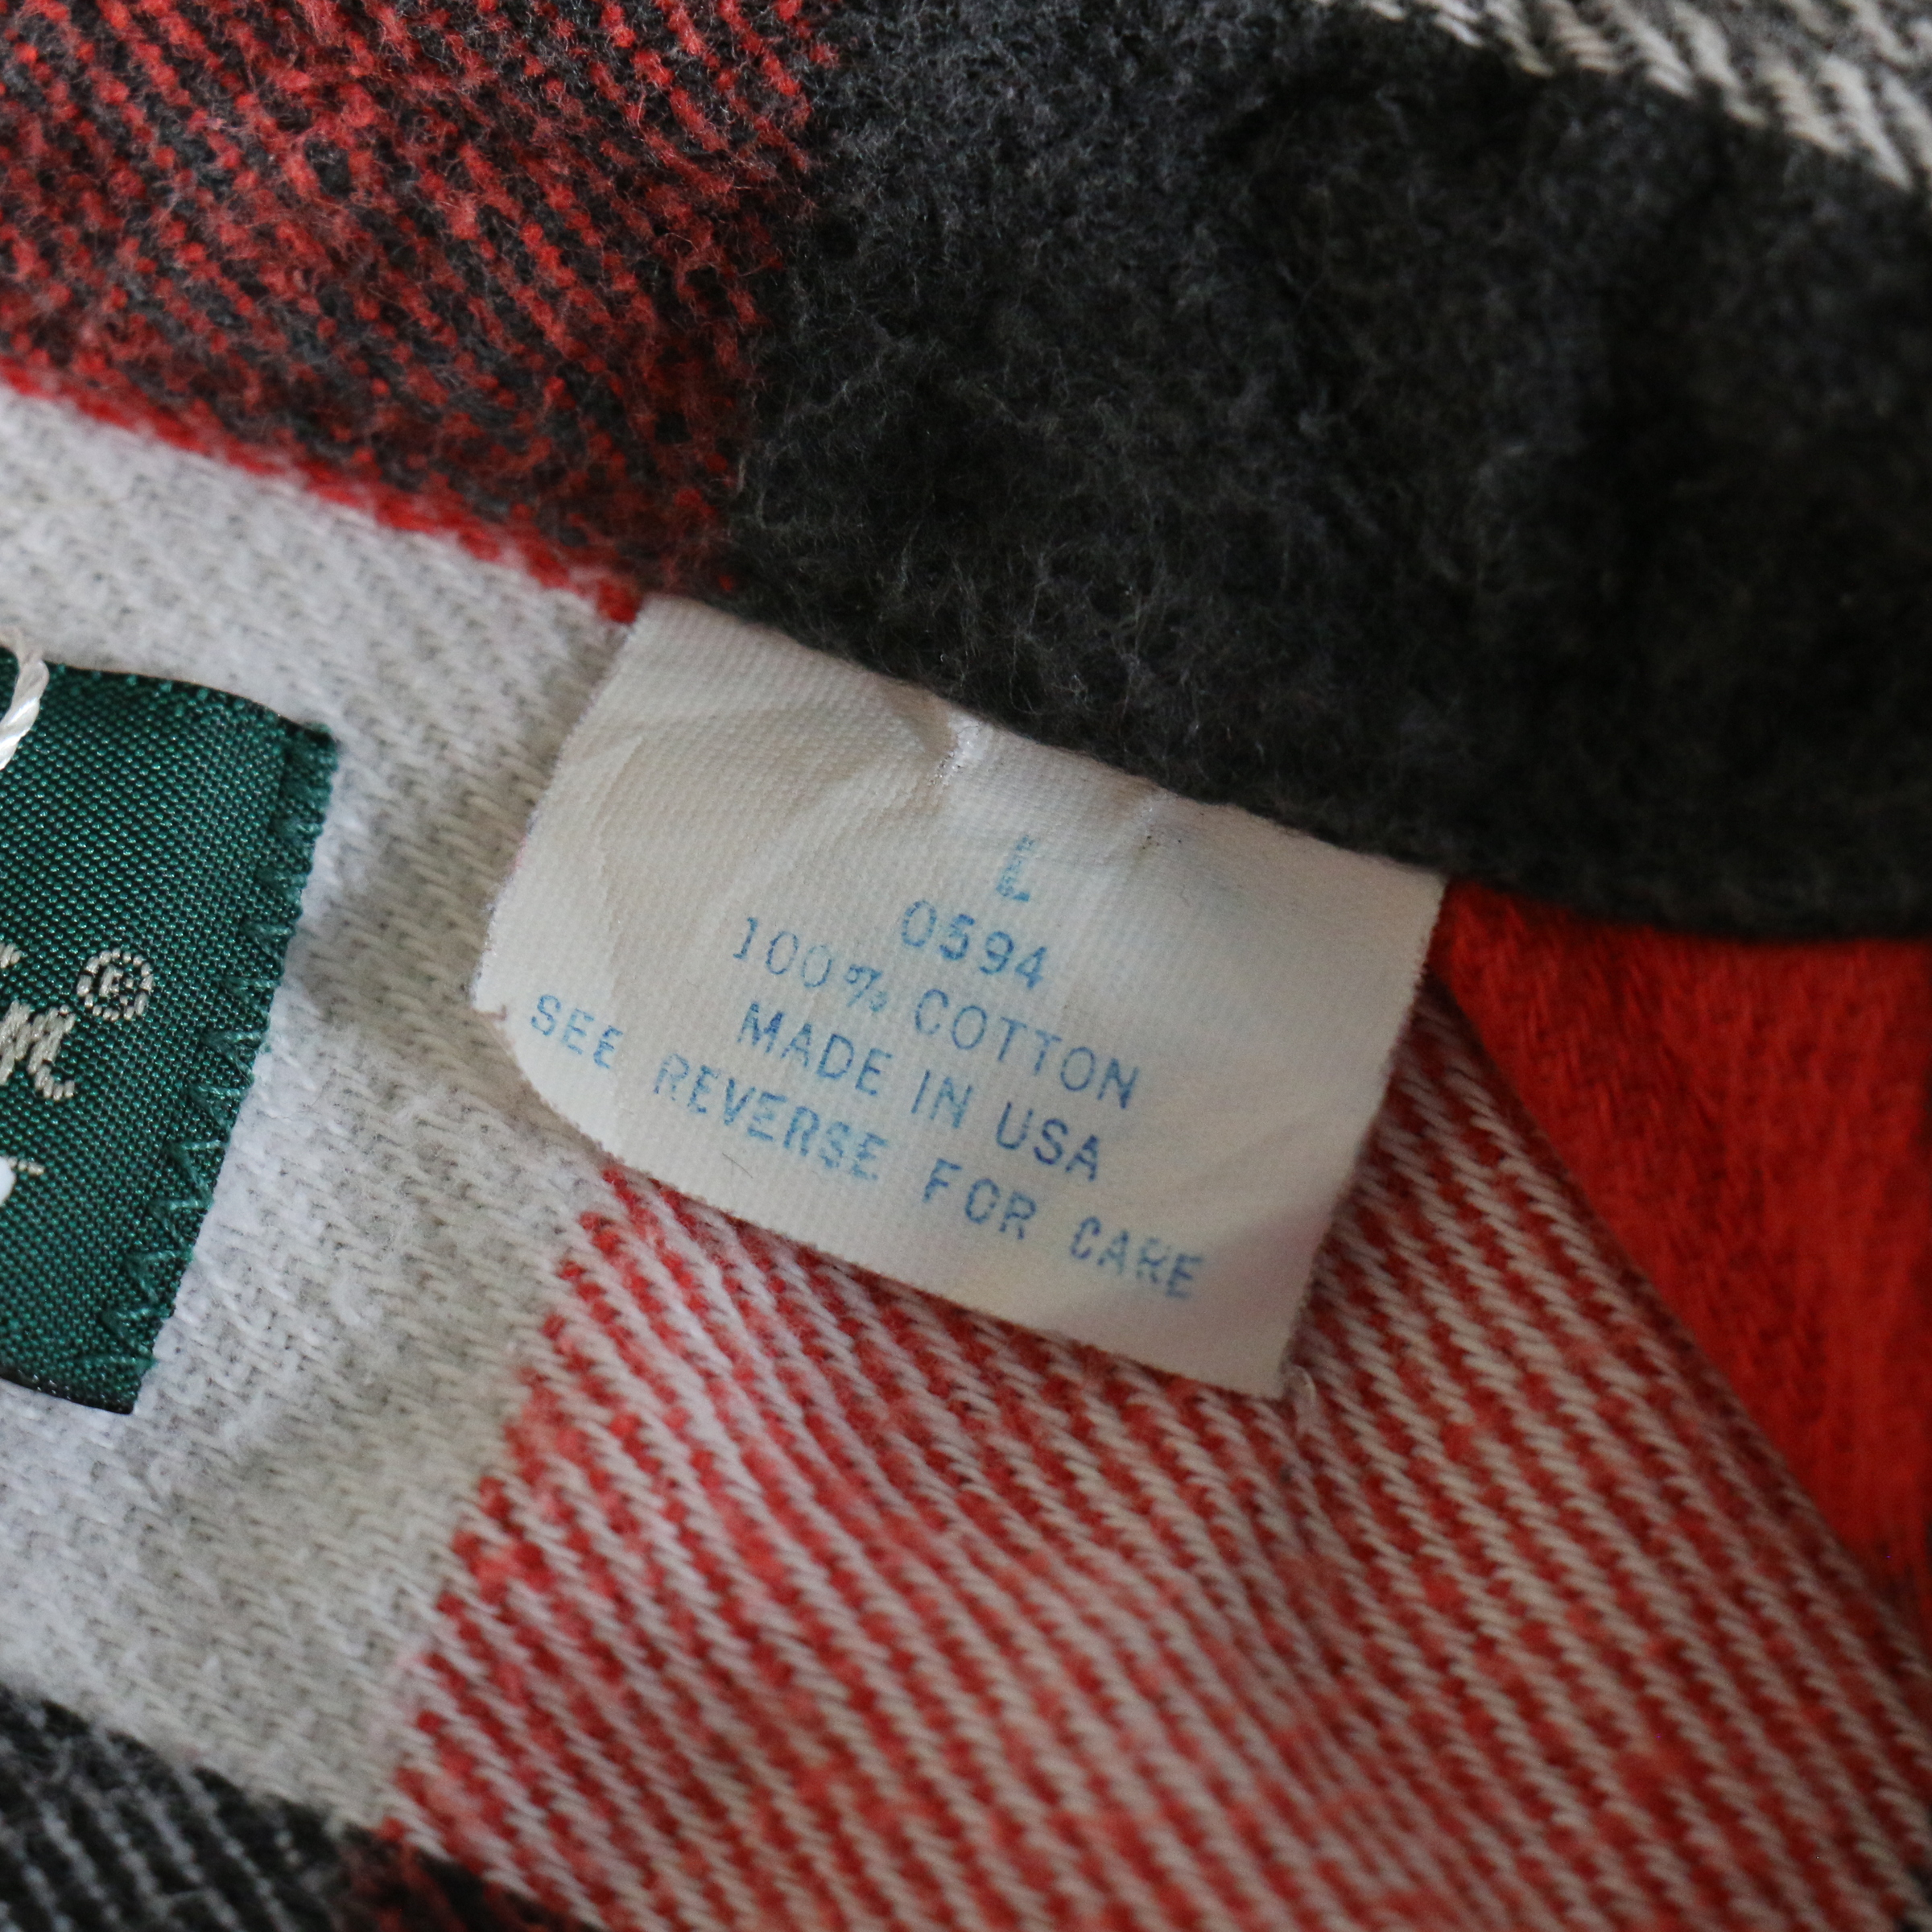 L
0594
100% COTTON
MADE IN USA
SEE REVERSE FOR CARE
®